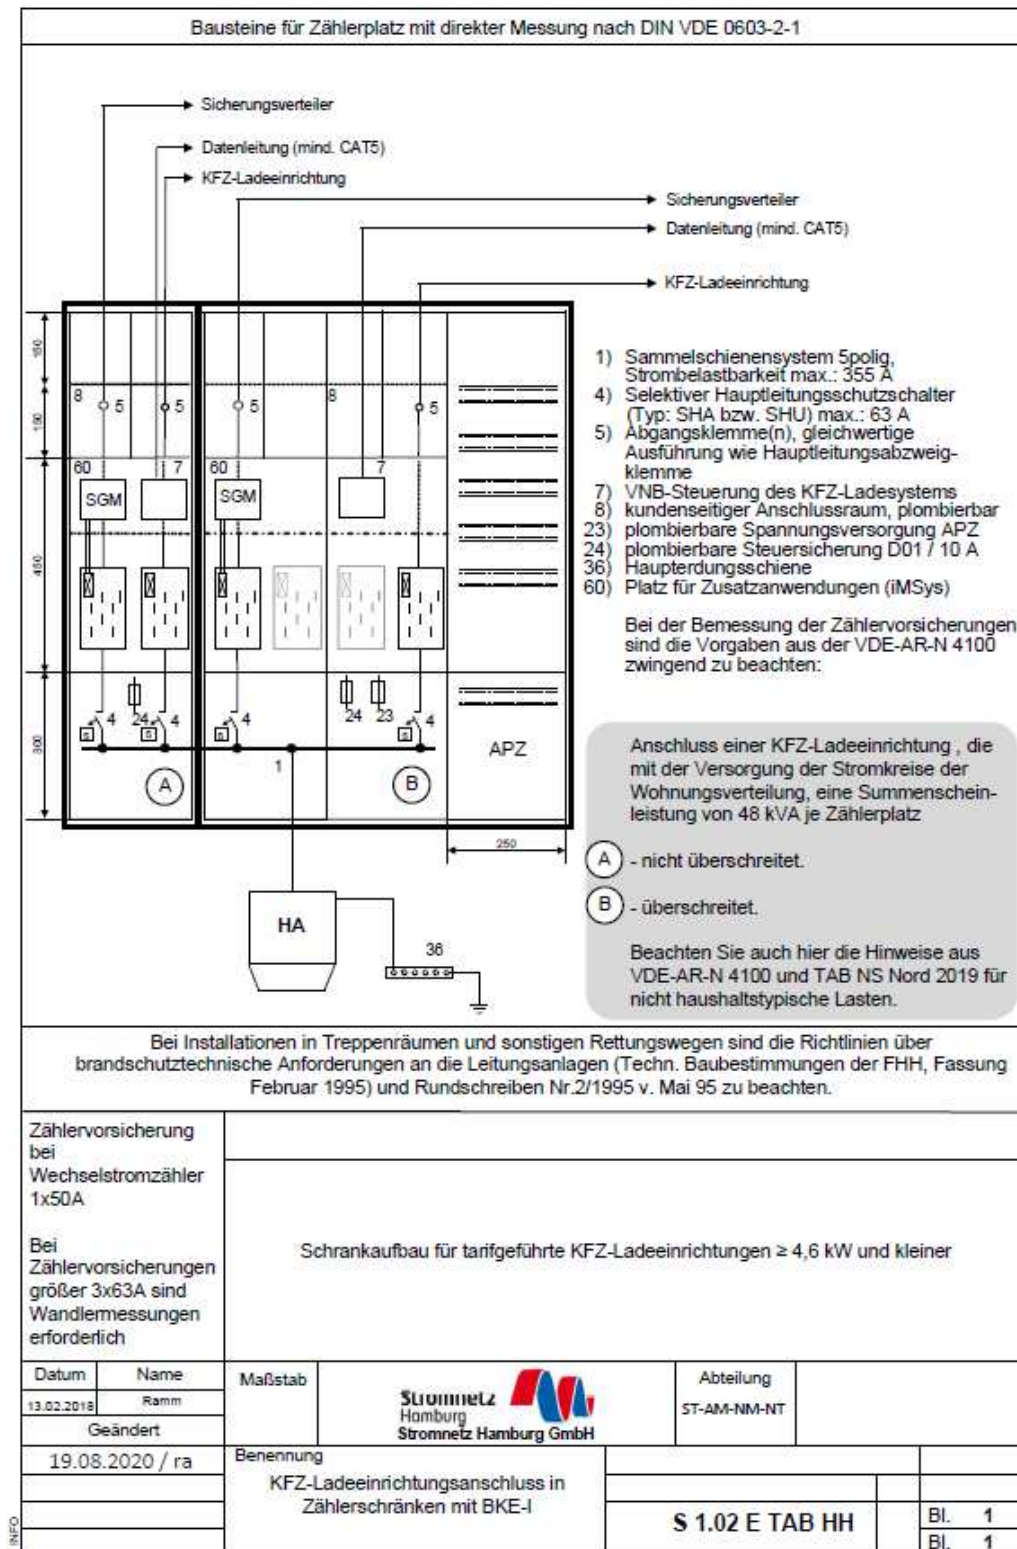 Bausteine für Zählerplatz mit direkter Messung nach DIN VDE 0603-2-1
Sicherungsverteiler
Datenleitung (mind. CAT5)
KFZ-Ladeeinrichtung
Sicherungsverteiler
Datenleitung (mind. CAT5)
KFZ-Ladeeinrichtung
150
8
5
5
5
8
5
150
60
7
60
7
SGM
SGM
450
4
24
4
4
24
23
4
S
S
S
S
300
1
APZ
A
B
250
HA
36
1) Sammelschienensystem 5polig,
Strombelastbarkeit max.: 355 A
4) Selektiver Hauptleitungsschutzschalter
(Typ: SHA bzw. SHU) max.: 63 A
5) Abgangsklemme(n), gleichwertige
Ausführung wie Hauptleitungsabzweig-
klemme
7) VNB-Steuerung des KFZ-Ladesystems
8) kundenseitiger Anschlussraum, plombierbar
23) plombierbare Spannungsversorgung APZ
24) plombierbare Steuersicherung D01 / 10 A
36) Haupterdungsschiene
60) Platz für Zusatzanwendungen (iMSys)
Bei der Bemessung der Zählervorsicherungen
sind die Vorgaben aus der VDE-AR-N 4100
zwingend zu beachten:
Anschluss einer KFZ-Ladeeinrichtung , die
mit der Versorgung der Stromkreise der
Wohnungsverteilung, eine Summenschein-
leistung von 48 kVA je Zählerplatz
A - nicht überschreitet.
B - überschreitet.
Beachten Sie auch hier die Hinweise aus
VDE-AR-N 4100 und TAB NS Nord 2019 für
nicht haushaltstypische Lasten.
Bei Installationen in Treppenräumen und sonstigen Rettungswegen sind die Richtlinien über
brandschutztechnische Anforderungen an die Leitungsanlagen (Techn. Baubestimmungen der FHH, Fassung
Februar 1995) und Rundschreiben Nr.2/1995 v. Mai 95 zu beachten.
Zählervorsicherung
bei
Wechselstromzähler
1x50A
Bei
Zählervorsicherungen
größer 3x63A sind
Wandlermessungen
erforderlich
Schrankaufbau für tarifgeführte KFZ-Ladeeinrichtungen ≥ 4,6 kW und kleiner
Datum
Name
13.02.2018
Ramm
Geändert
19.08.2020 / ra
Maßstab
Stromnetz
Hamburg
Stromnetz Hamburg GmbH
Abteilung
ST-AM-NM-NT
Benennung
KFZ-Ladeeinrichtungsanschluss in
Zählerschränken mit BKE-I
S 1.02 E TAB HH
Bl. 1
Bl. 1
INFO